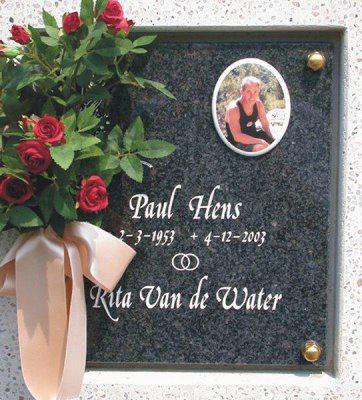 Paul Hens
2-3-1953 + 4-12-2003
Rita Van de Water